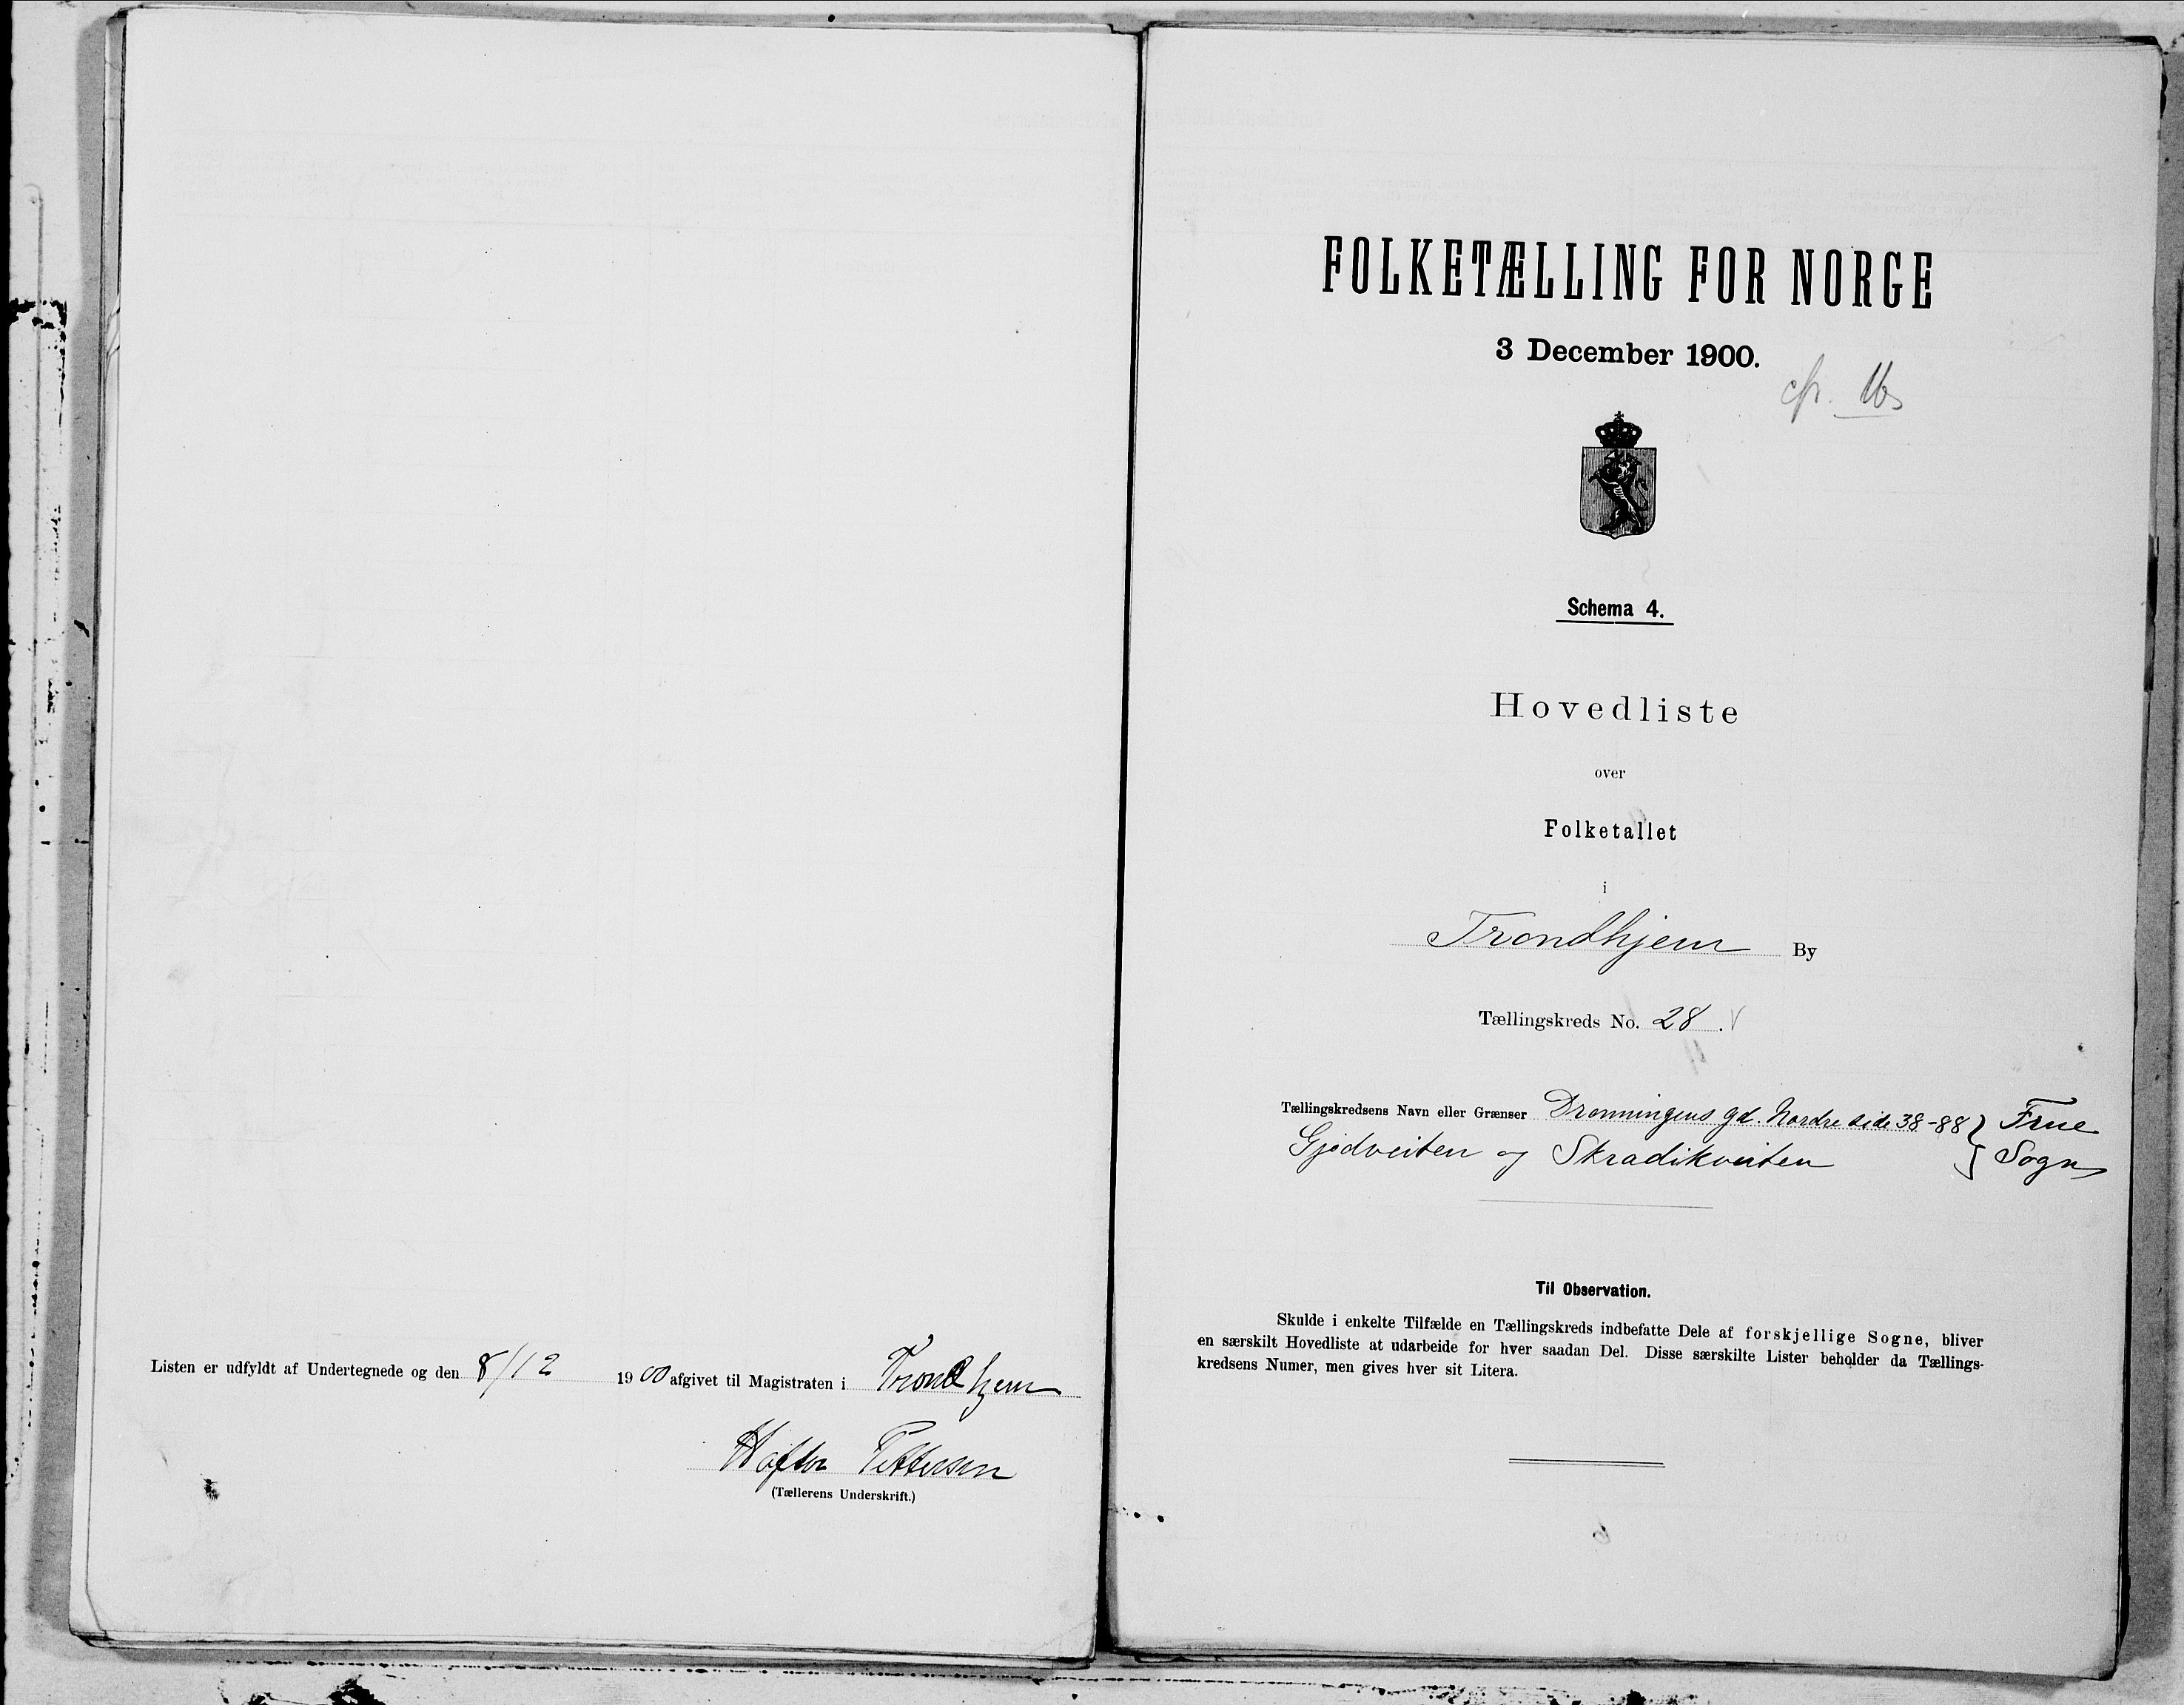 Listen er udfyldt af Undertegnede og den 8/12 1900 afgivet til Magistraten i Trondhjem
Pettersen
(Tællerens Underskrift.)
FOLKETÆLLING FOR NORGE
3 December 1900.
cfr. 16
Schema 4.
Hovedliste
over
Folketallet
i
Trondhjem By
Tællingskreds No. 28.
Tællingskredsens Navn eller Grænser Dronningens gd. Nordre side 38-88 } Frue
Gjedveiten og Skradikveiten } Sogn
Til Observation.
Skulde i enkelte Tilfælde en Tællingskreds indbefatte Dele af forskjellige Sogne, bliver
en særskilt Hovedliste at udarbeide for hver saadan Del. Disse særskilte Lister beholder da Tællings-
kredsens Numer, men gives hver sit Litera.